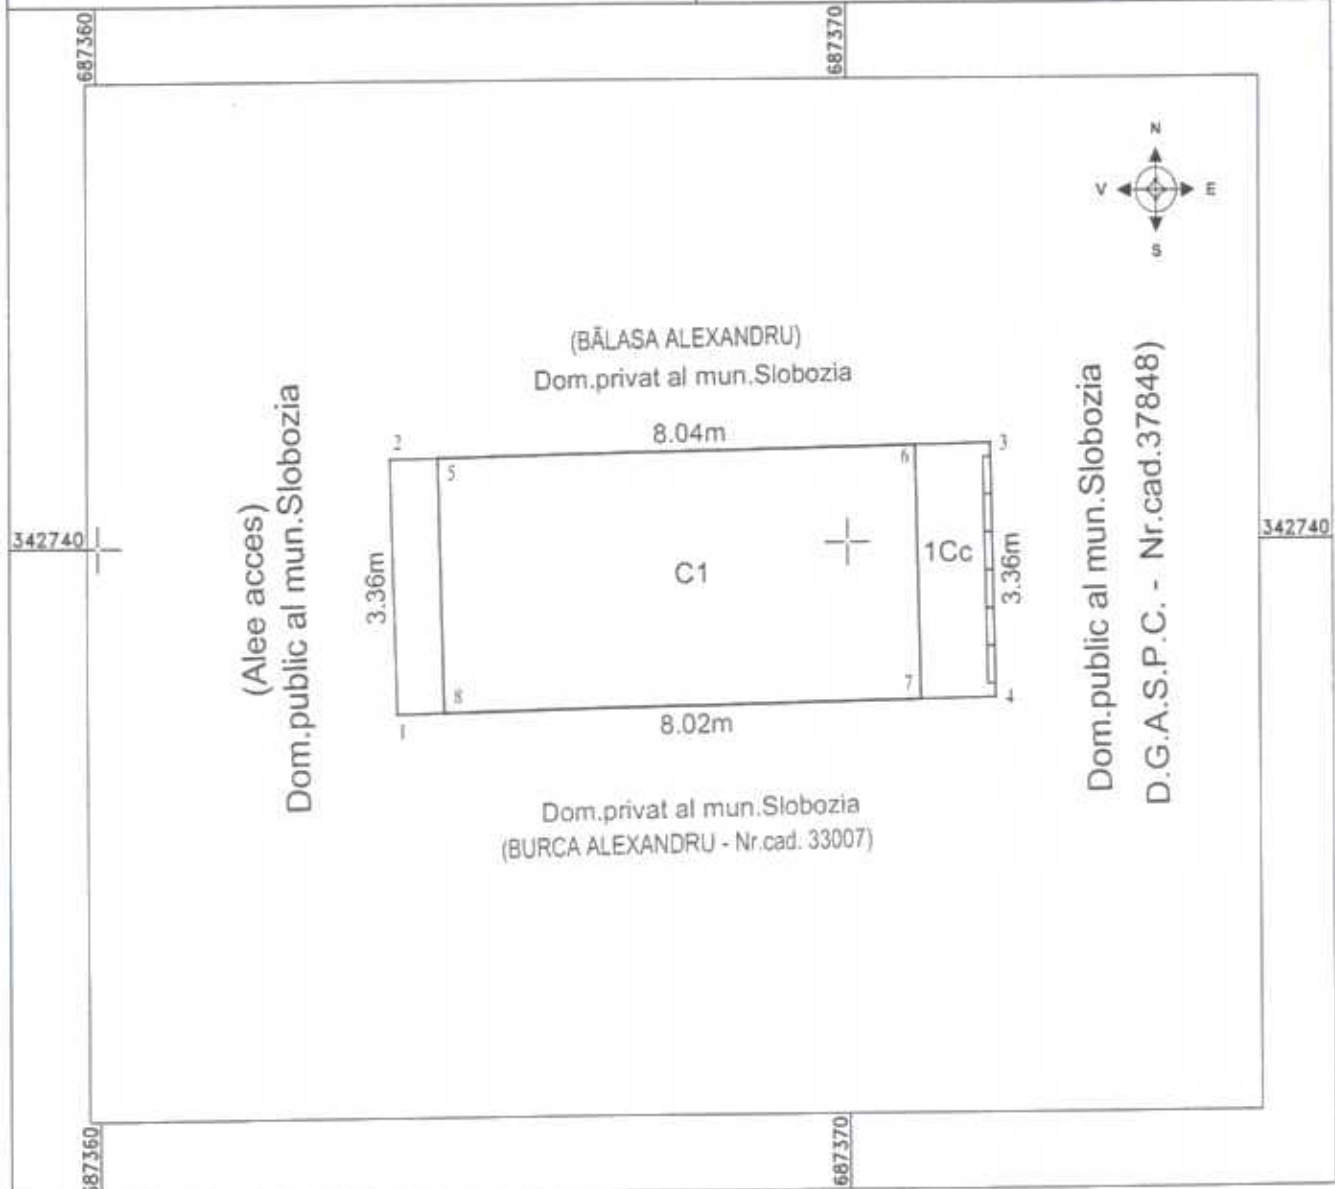 687360
687370
N
V E
S
(BĂLASA ALEXANDRU)
Dom.privat al mun.Slobozia
8.04m
2
3
5
6
(Alee acces)
Dom.public al mun.Slobozia
342740
3.36m
C1
1Cc
3.36m
Dom.public al mun.Slobozia
D.G.A.S.P.C. - Nr.cad.37848)
342740
8
7
1
4
8.02m
Dom.privat al mun.Slobozia
(BURCA ALEXANDRU - Nr.cad. 33007)
687360
687370